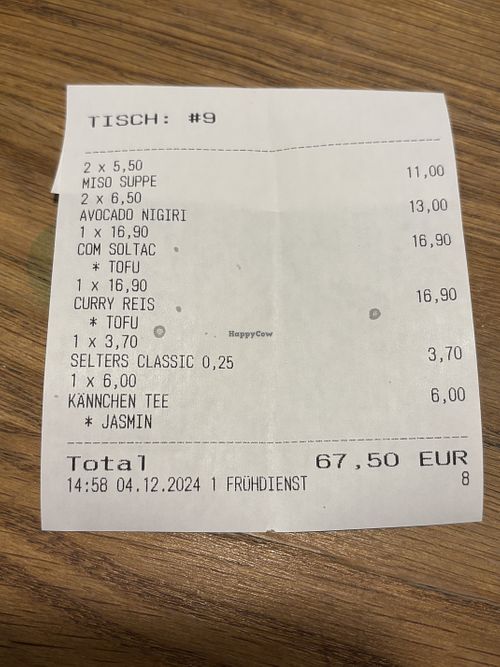 TISCH: #9
2 x 5,50
MISO SUPPE 11,00
2 x 6,50
AVOCADO NIGIRI 13,00
1 x 16,90
COM SOLTAC 16,90
* TOFU
1 x 16,90
CURRY REIS 16,90
* TOFU
HappyCow
1 x 3,70
SELTERS CLASSIC 0,25 3,70
1 x 6,00
KÄNNCHEN TEE 6,00
* JASMIN
Total 67,50 EUR
14:58 04.12.2024 1 FRÜHDIENST 8